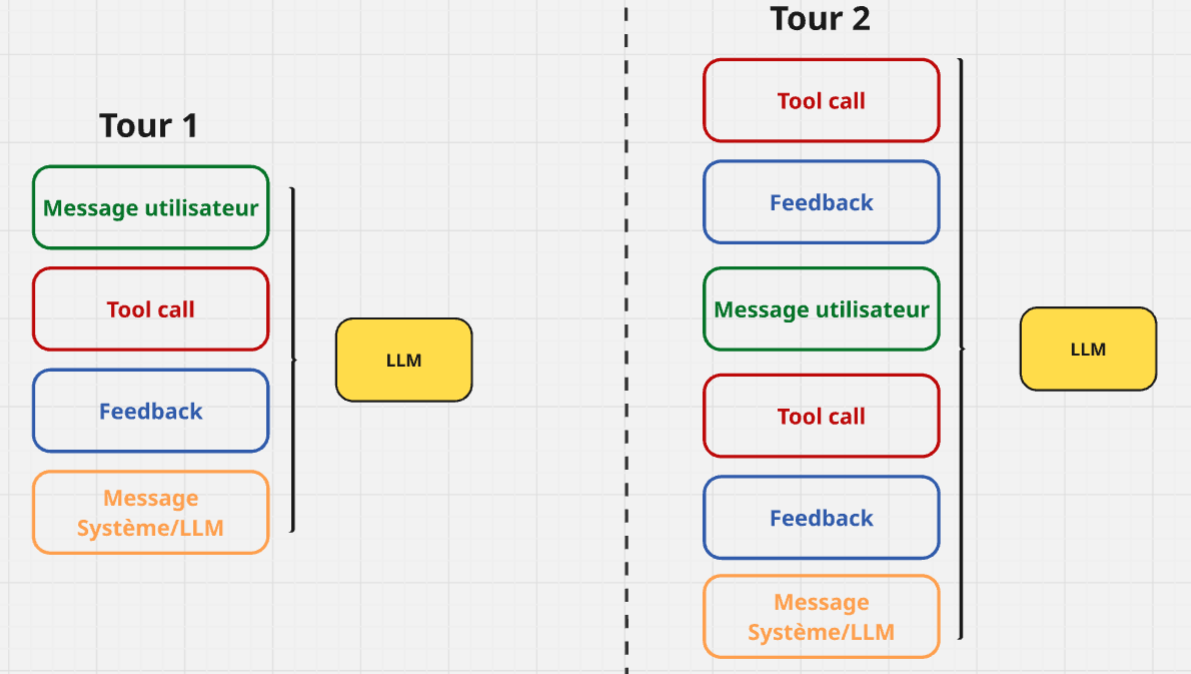 Tour 1
Message utilisateur
Tool call
Feedback
Message
Système/LLM
LLM
Tour 2
Tool call
Feedback
Message utilisateur
Tool call
Feedback
Message
Système/LLM
LLM